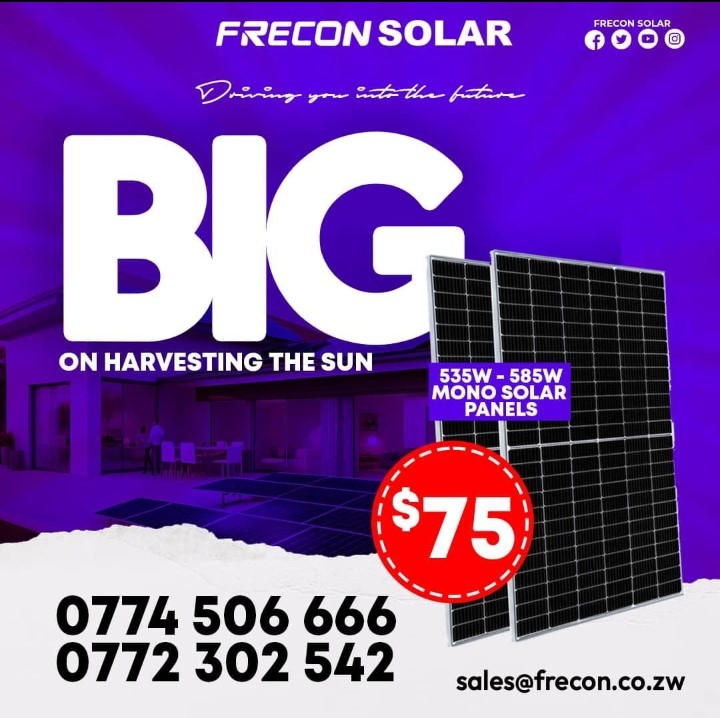 FRECON SOLAR
FRECON SOLAR
Driving you into the future
BIG
ON HARVESTING THE SUN
535W - 585W
MONO SOLAR
PANELS
$75
0774 506 666
0772 302 542
sales@frecon.co.zw